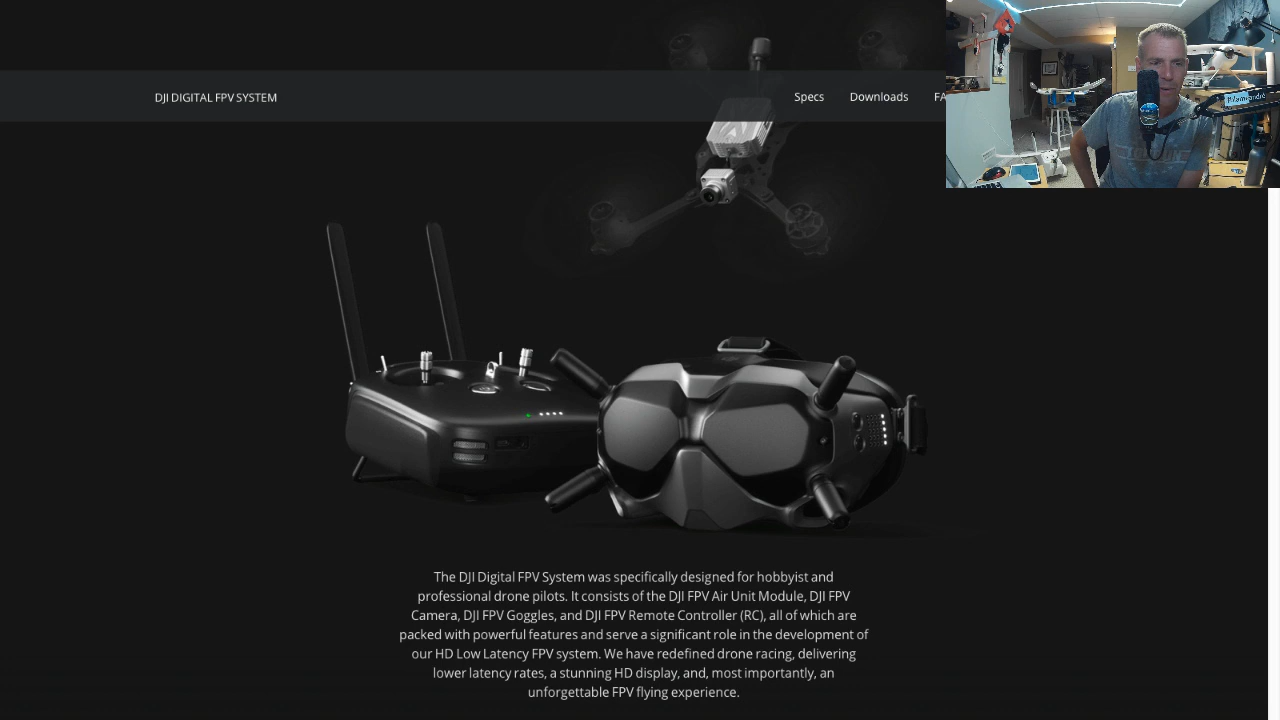 DJI DIGITAL FPV SYSTEM
Specs
Downloads
The DJI Digital FPV System was specifically designed for hobbyist and
professional drone pilots. It consists of the DJI FPV Air Unit Module, DJI FPV
Camera, DJI FPV Goggles, and DJI FPV Remote Controller (RC), all of which are
packed with powerful features and serve a significant role in the development of
our HD Low Latency FPV system. We have redefined drone racing, delivering
lower latency rates, a stunning HD display, and, most importantly, an
unforgettable FPV flying experience.